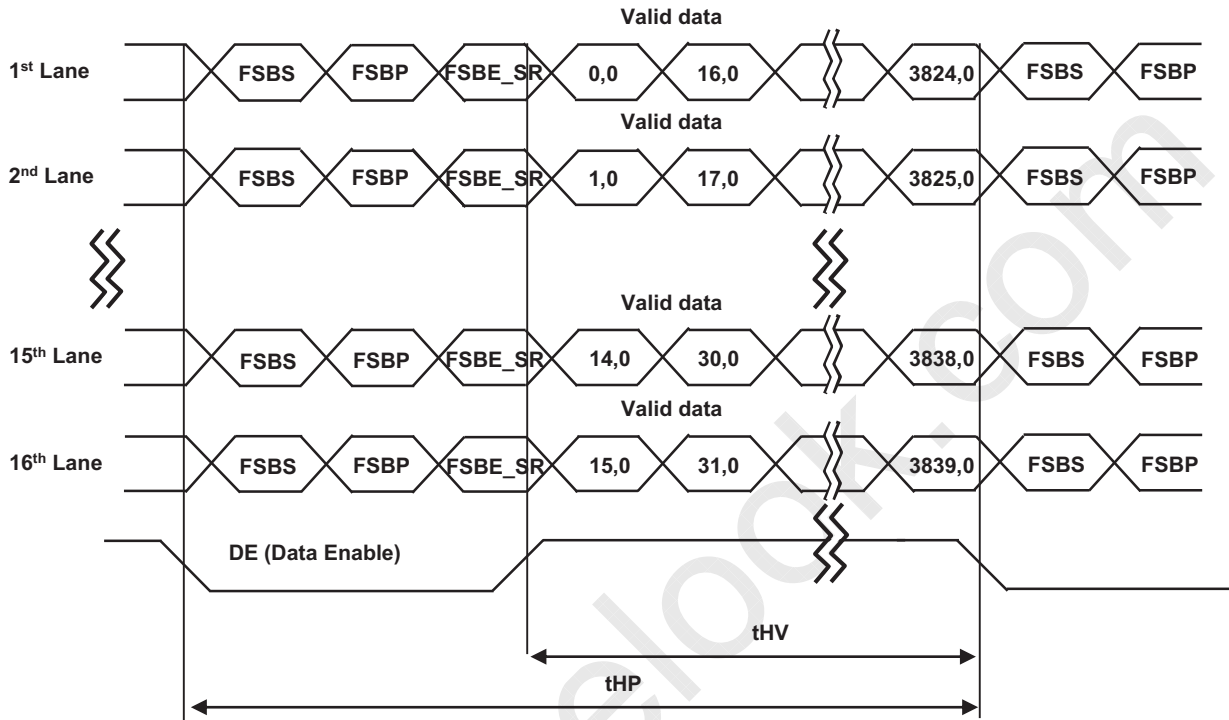 Valid data
1st Lane FSBS FSBP FSBE_SR 0,0 16,0 3824,0 FSBS FSBP
Valid data
2nd Lane FSBS FSBP FSBE_SR 1,0 17,0 3825,0 FSBS FSBP
Valid data
15th Lane FSBS FSBP FSBE_SR 14,0 30,0 3838,0 FSBS FSBP
Valid data
16th Lane FSBS FSBP FSBE_SR 15,0 31,0 3839,0 FSBS FSBP
DE (Data Enable)
tHV
tHP
elook.com